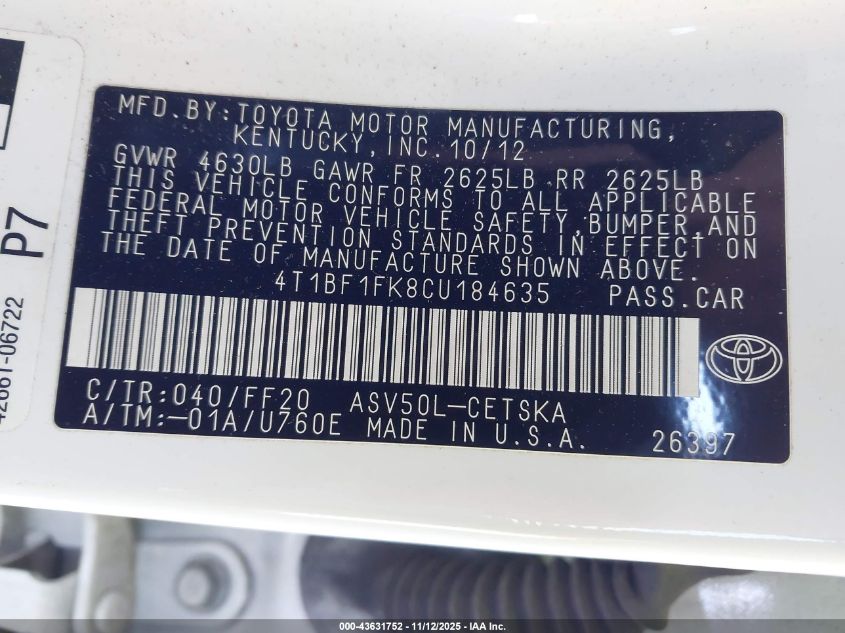 MFD.BY:TOYOTA MOTOR MANUFACTURING,
KENTUCKY, INC. 10/12
GVWR 4630LB GAWR FR 2625LB RR 2625LB
THIS VEHICLE CONFORMS TO ALL APPLICABLE
FEDERAL MOTOR VEHICLE SAFETY,BUMPER,AND
THEFT PREVENTION STANDARDS IN EFFECT ON
THE DATE OF MANUFACTURE SHOWN ABOVE.
4T1BF1FK8CU184635 PASS.CAR
C/TR:040/FF20 ASV50L-CETSKA
A/TM:-01A/U760E MADE IN U.S.A. 26397
P7
42661-06722
000-43631752 - 11/12/2025 - IAA Inc.